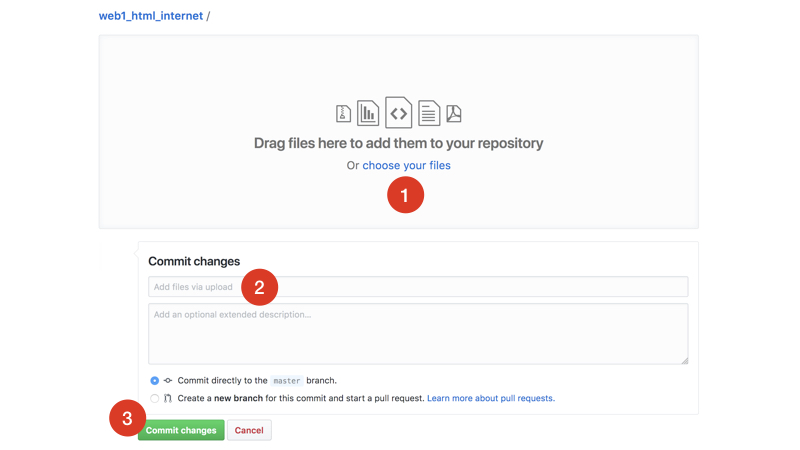 web1_html_internet /
Drag files here to add them to your repository
Or choose your files
1
Commit changes
Add files via upload
2
Add an optional extended description...
Commit directly to the master branch.
Create a new branch for this commit and start a pull request. Learn more about pull requests.
3
Commit changes
Cancel